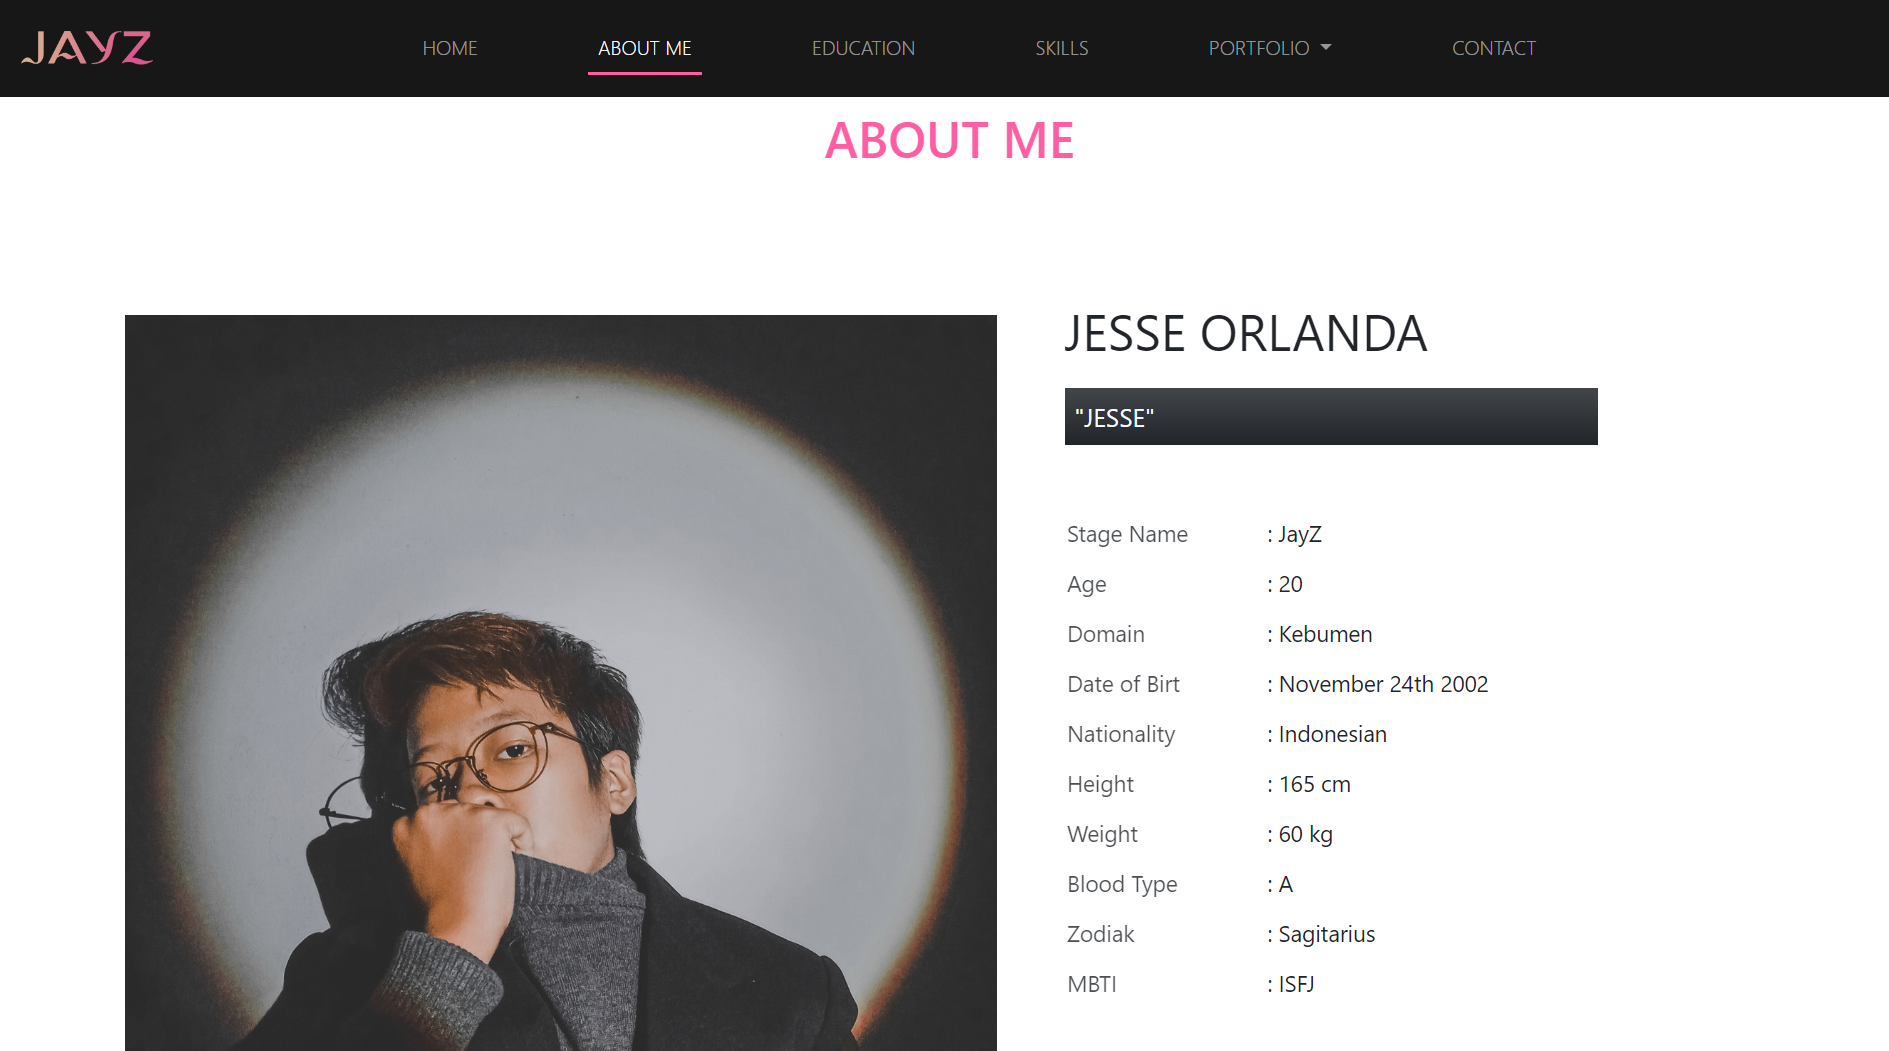 JAYZ
HOME ABOUT ME EDUCATION SKILLS PORTFOLIO CONTACT
ABOUT ME
JESSE ORLANDA
"JESSE"
Stage Name : JayZ
Age : 20
Domain : Kebumen
Date of Birt : November 24th 2002
Nationality : Indonesian
Height : 165 cm
Weight : 60 kg
Blood Type : A
Zodiak : Sagitarius
MBTI : ISFJ